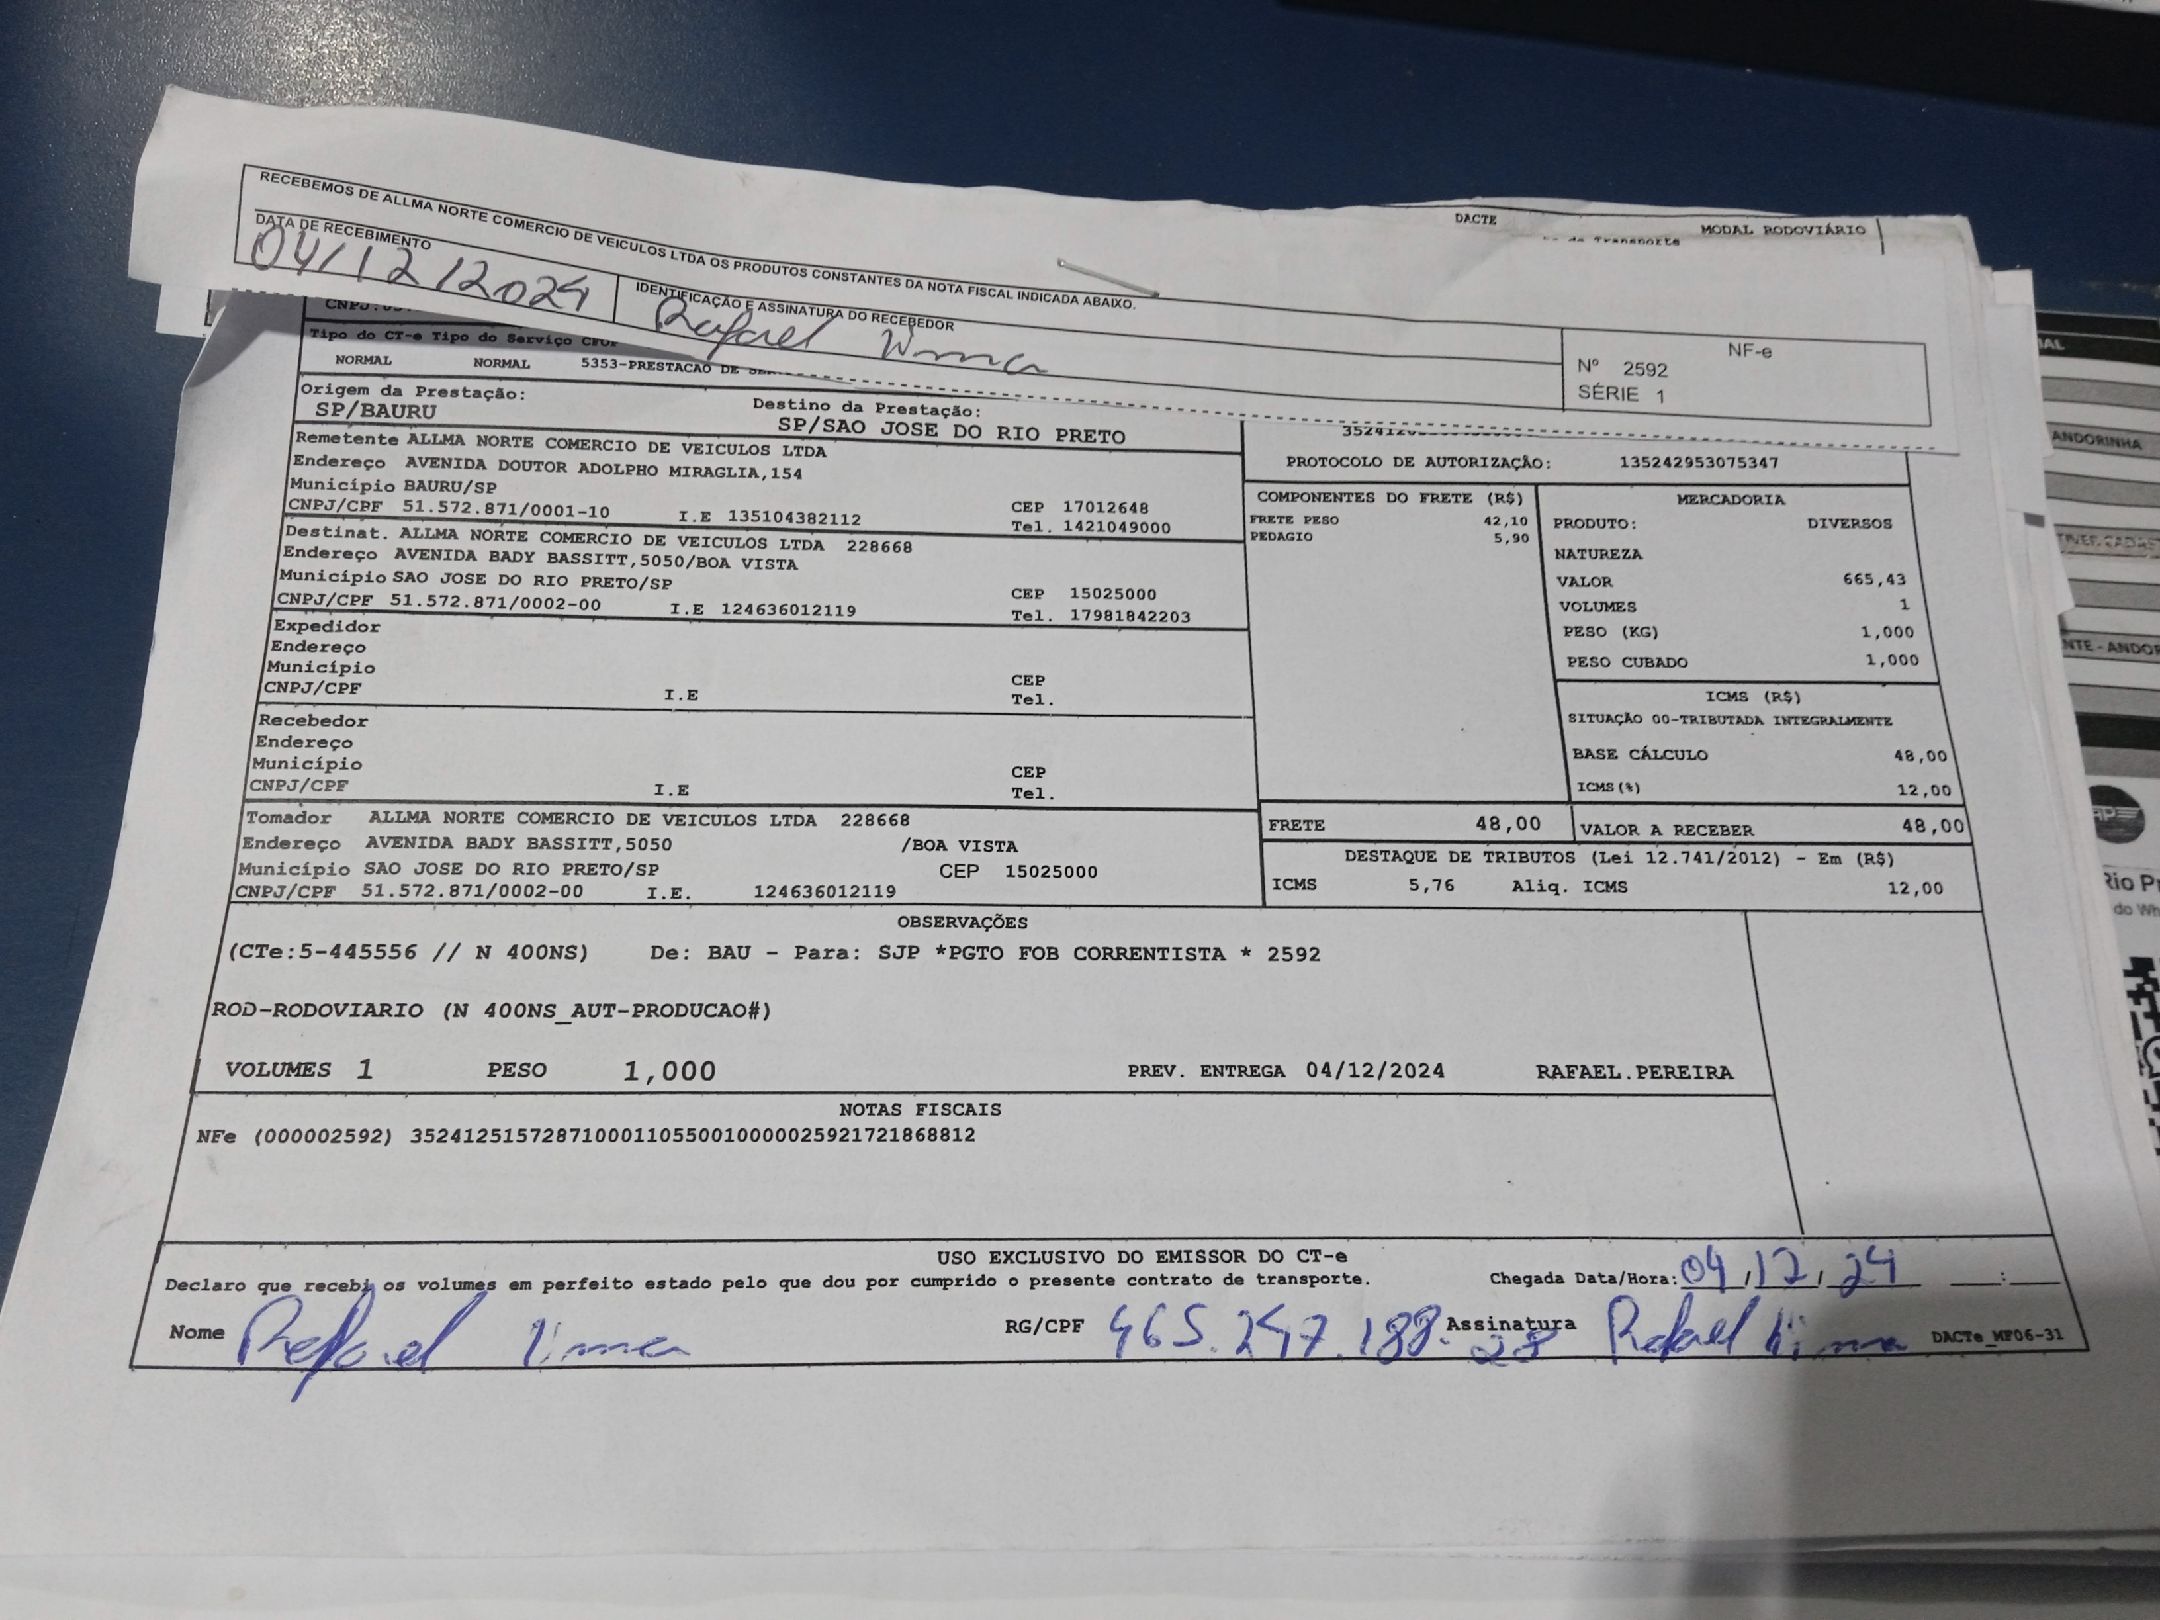 RECEBEMOS DE ALLMA NORTE COMERCIO DE VEICULOS LTDA OS PRODUTOS CONSTANTES DA NOTA FISCAL INDICADA ABAIXO.
DATA DE RECEBIMENTO
04/12/2024
IDENTIFICAÇÃO E ASSINATURA DO RECEBEDOR
Rafael
NF-e
Nº 2592
SÉRIE 1
DACTE
MODAL RODOVIÁRIO
de Transporte
Tipo do CT-e Tipo do Serviço CFOP
NORMAL NORMAL 5353-PRESTACAO DE
Origem da Prestação:
SP/BAURU
Destino da Prestação:
SP/SAO JOSE DO RIO PRETO
Remetente ALLMA NORTE COMERCIO DE VEICULOS LTDA
Endereço AVENIDA DOUTOR ADOLPHO MIRAGLIA,154
Município BAURU/SP
CEP 17012648
CNPJ/CPF 51.572.871/0001-10 I.E 135104382112 Tel. 1421049000
Destinat. ALLMA NORTE COMERCIO DE VEICULOS LTDA 228668
Endereço AVENIDA BADY BASSITT,5050/BOA VISTA
Município SAO JOSE DO RIO PRETO/SP CEP 15025000
CNPJ/CPF 51.572.871/0002-00 I.E 124636012119 Tel. 17981842203
Expedidor
Endereço
Município CEP
CNPJ/CPF I.E Tel.
Recebedor
Endereço
Município CEP
CNPJ/CPF I.E Tel.
Tomador ALLMA NORTE COMERCIO DE VEICULOS LTDA 228668
Endereço AVENIDA BADY BASSITT,5050 /BOA VISTA
Município SAO JOSE DO RIO PRETO/SP CEP 15025000
CNPJ/CPF 51.572.871/0002-00 I.E. 124636012119
PROTOCOLO DE AUTORIZAÇÃO: 135242953075347
COMPONENTES DO FRETE (R$)
FRETE PESO 42,10
PEDAGIO 5,90
MERCADORIA
PRODUTO: DIVERSOS
NATUREZA
VALOR 665,43
VOLUMES 1
PESO (KG) 1,000
PESO CUBADO 1,000
ICMS (R$)
SITUAÇÃO 00-TRIBUTADA INTEGRALMENTE
BASE CÁLCULO 48,00
ICMS(%) 12,00
FRETE 48,00 VALOR A RECEBER 48,00
DESTAQUE DE TRIBUTOS (Lei 12.741/2012) - Em (R$)
ICMS 5,76 Aliq. ICMS 12,00
OBSERVAÇÕES
(CTe:5-445556 // N 400NS) De: BAU - Para: SJP *PGTO FOB CORRENTISTA * 2592
ROD-RODOVIARIO (N 400NS_AUT-PRODUCAO#)
VOLUMES 1 PESO 1,000 PREV. ENTREGA 04/12/2024 RAFAEL.PEREIRA
NOTAS FISCAIS
NFe (000002592) 35241251572871000110550010000025921721868812
USO EXCLUSIVO DO EMISSOR DO CT-e
Declaro que recebi os volumes em perfeito estado pelo que dou por cumprido o presente contrato de transporte. Chegada Data/Hora: 04/12/24 __:__
Nome Rafael Lima RG/CPF 465.247.188-28 Assinatura Rafael Lima DACTe_MF06-31
ANDORINHA
Rio P